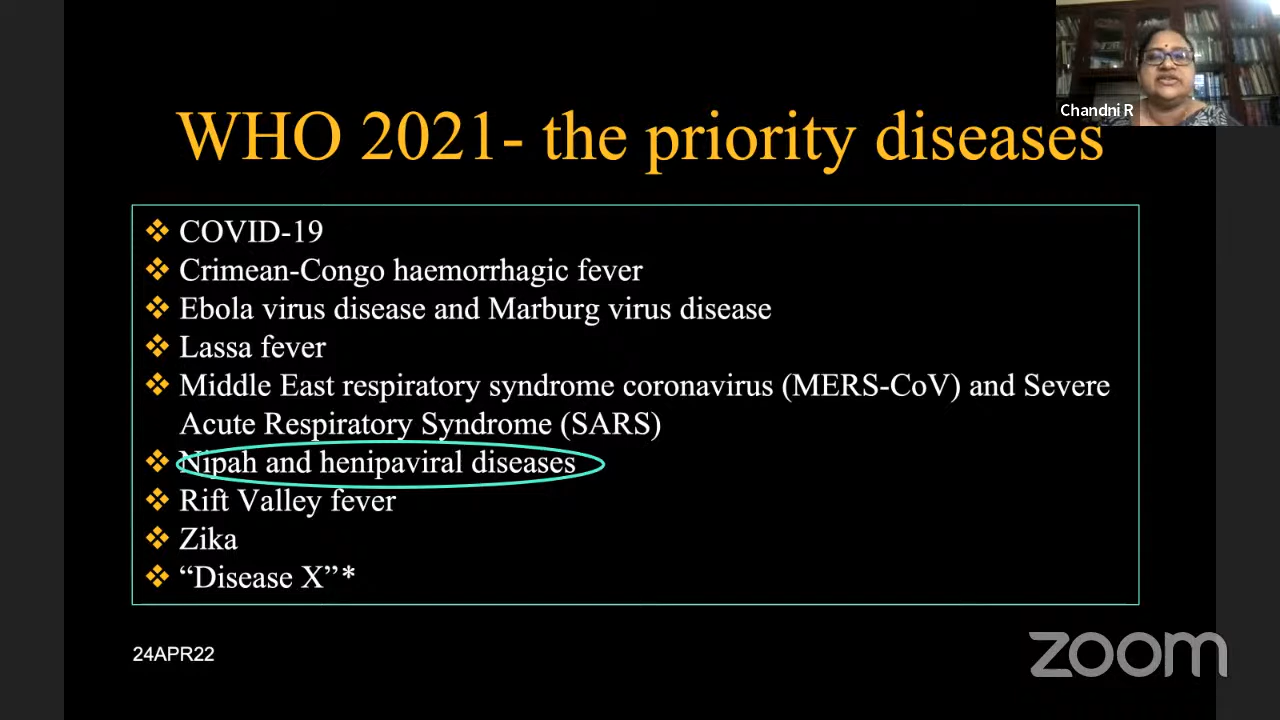 Chandni R
WHO 2021- the priority diseases
COVID-19
Crimean-Congo haemorrhagic fever
Ebola virus disease and Marburg virus disease
Lassa fever
Middle East respiratory syndrome coronavirus (MERS-CoV) and Severe
Acute Respiratory Syndrome (SARS)
Nipah and henipaviral diseases
Rift Valley fever
Zika
“Disease X”*
24APR22
zoom